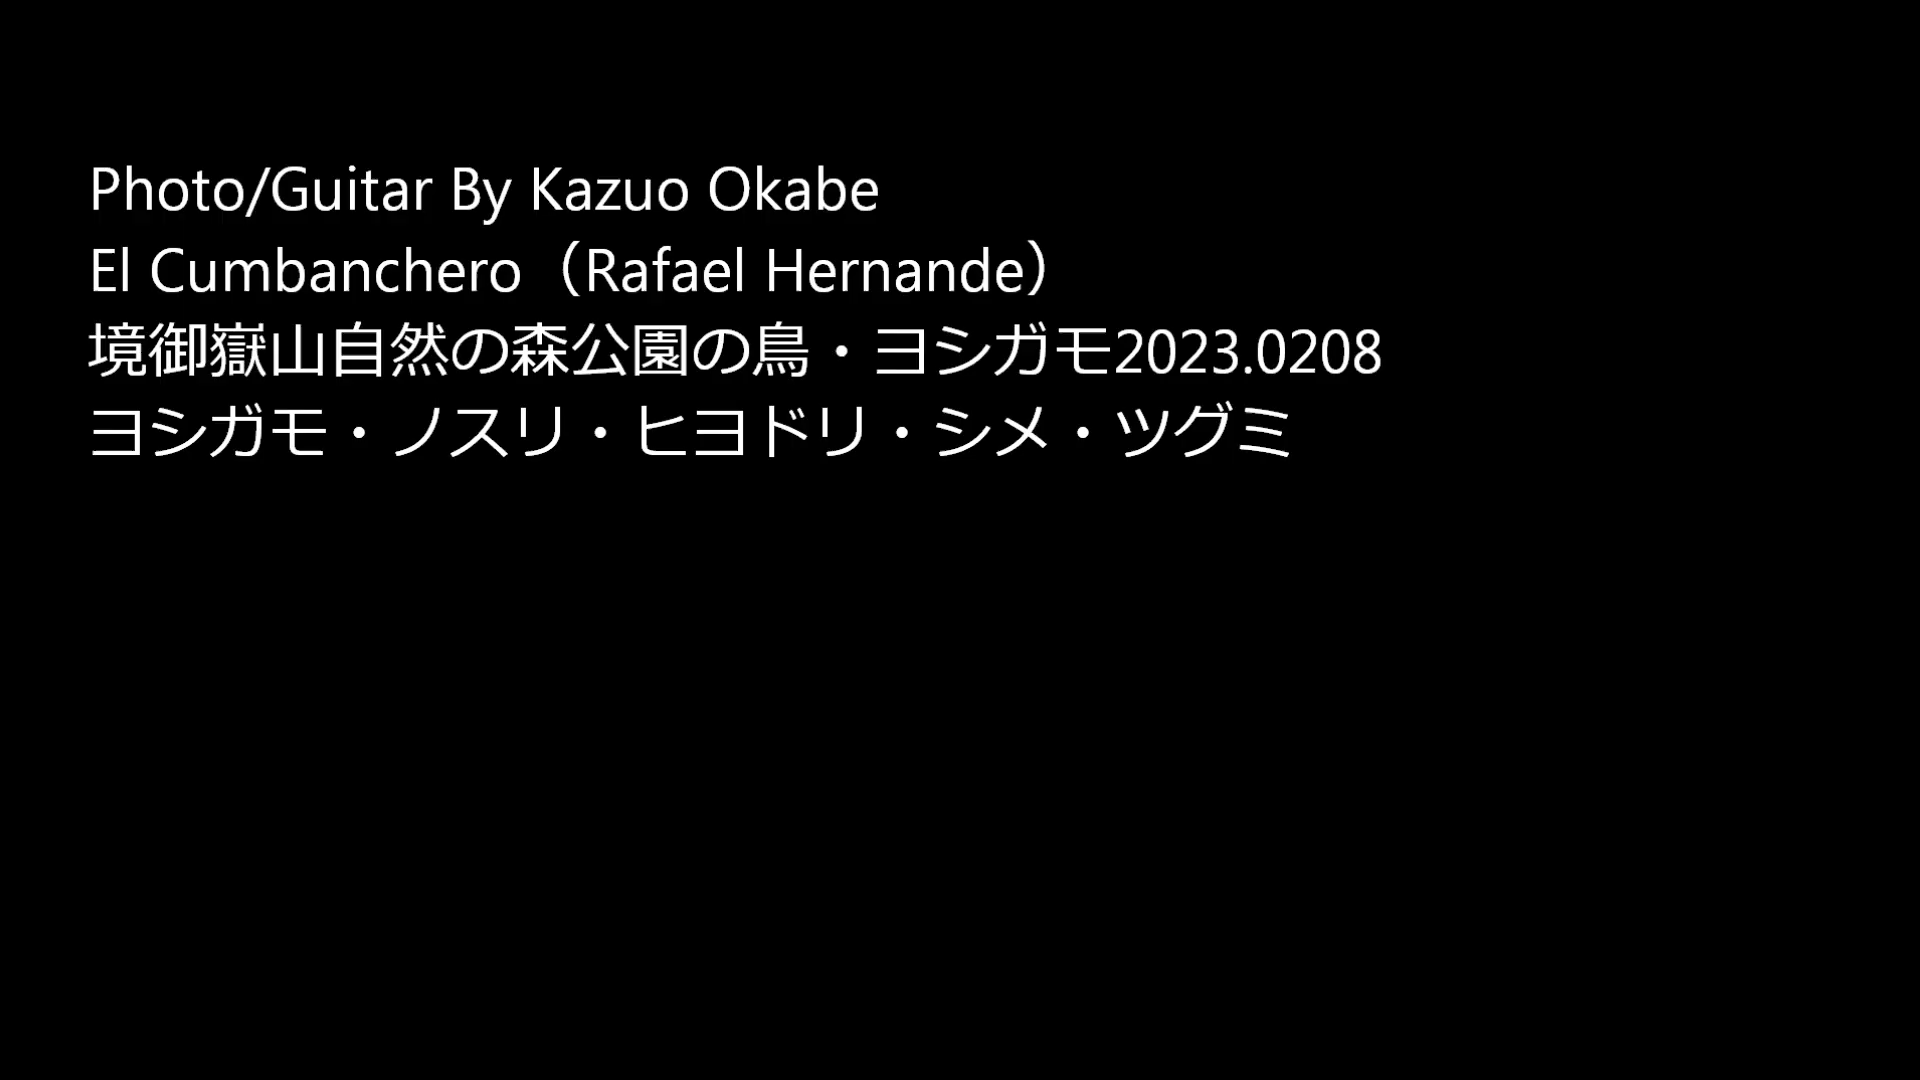 Photo/Guitar By Kazuo Okabe
El Cumbanchero（Rafael Hernande）
境御嶽山自然の森公園の鳥・ヨシガモ2023.0208
ヨシガモ・ノスリ・ヒヨドリ・シメ・ツグミ